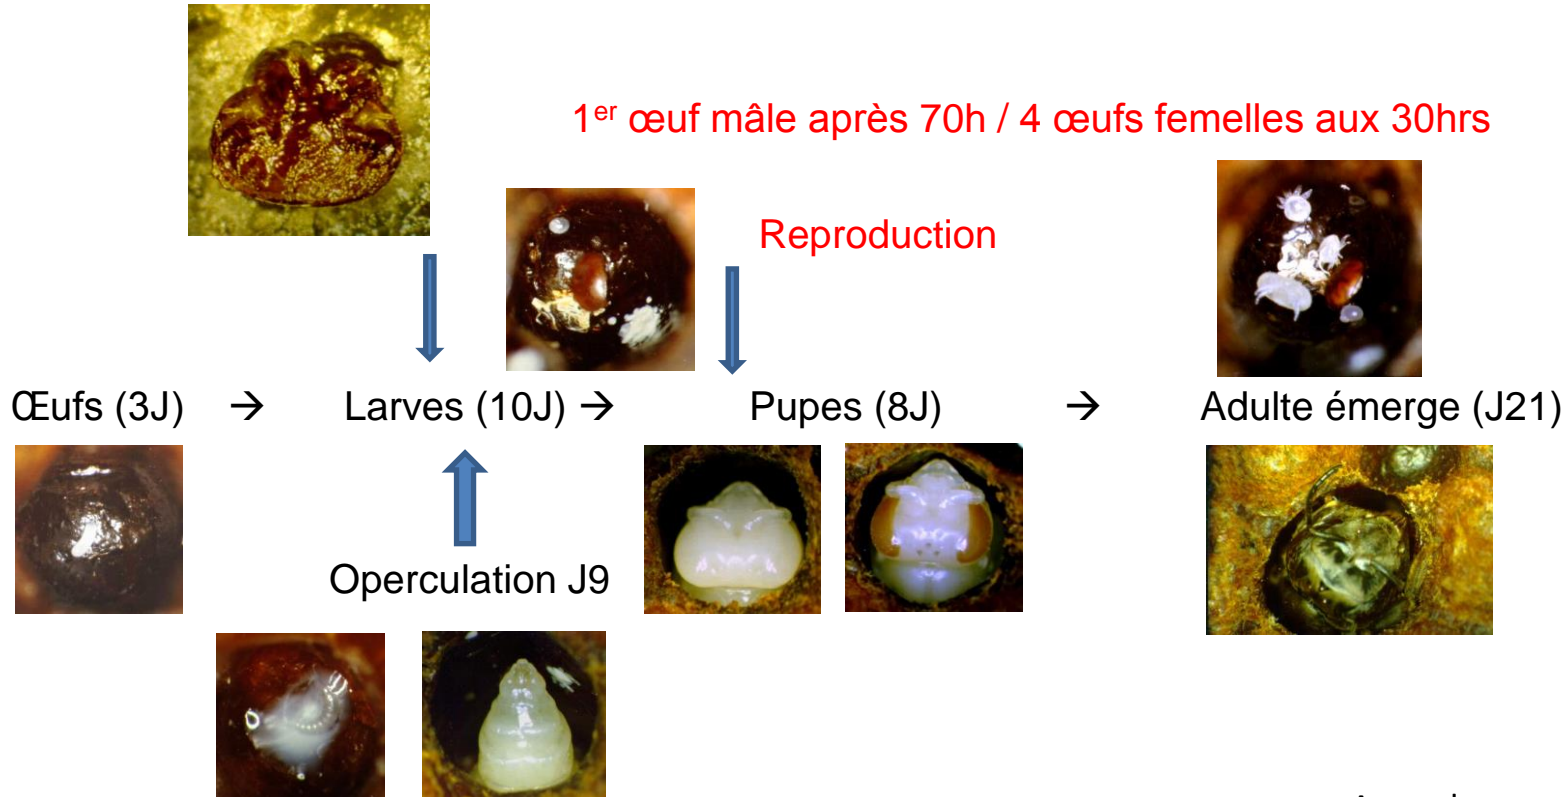 1er œuf mâle après 70h / 4 œufs femelles aux 30hrs
Reproduction
Œufs (3J) → Larves (10J) → Pupes (8J) → Adulte émerge (J21)
Operculation J9